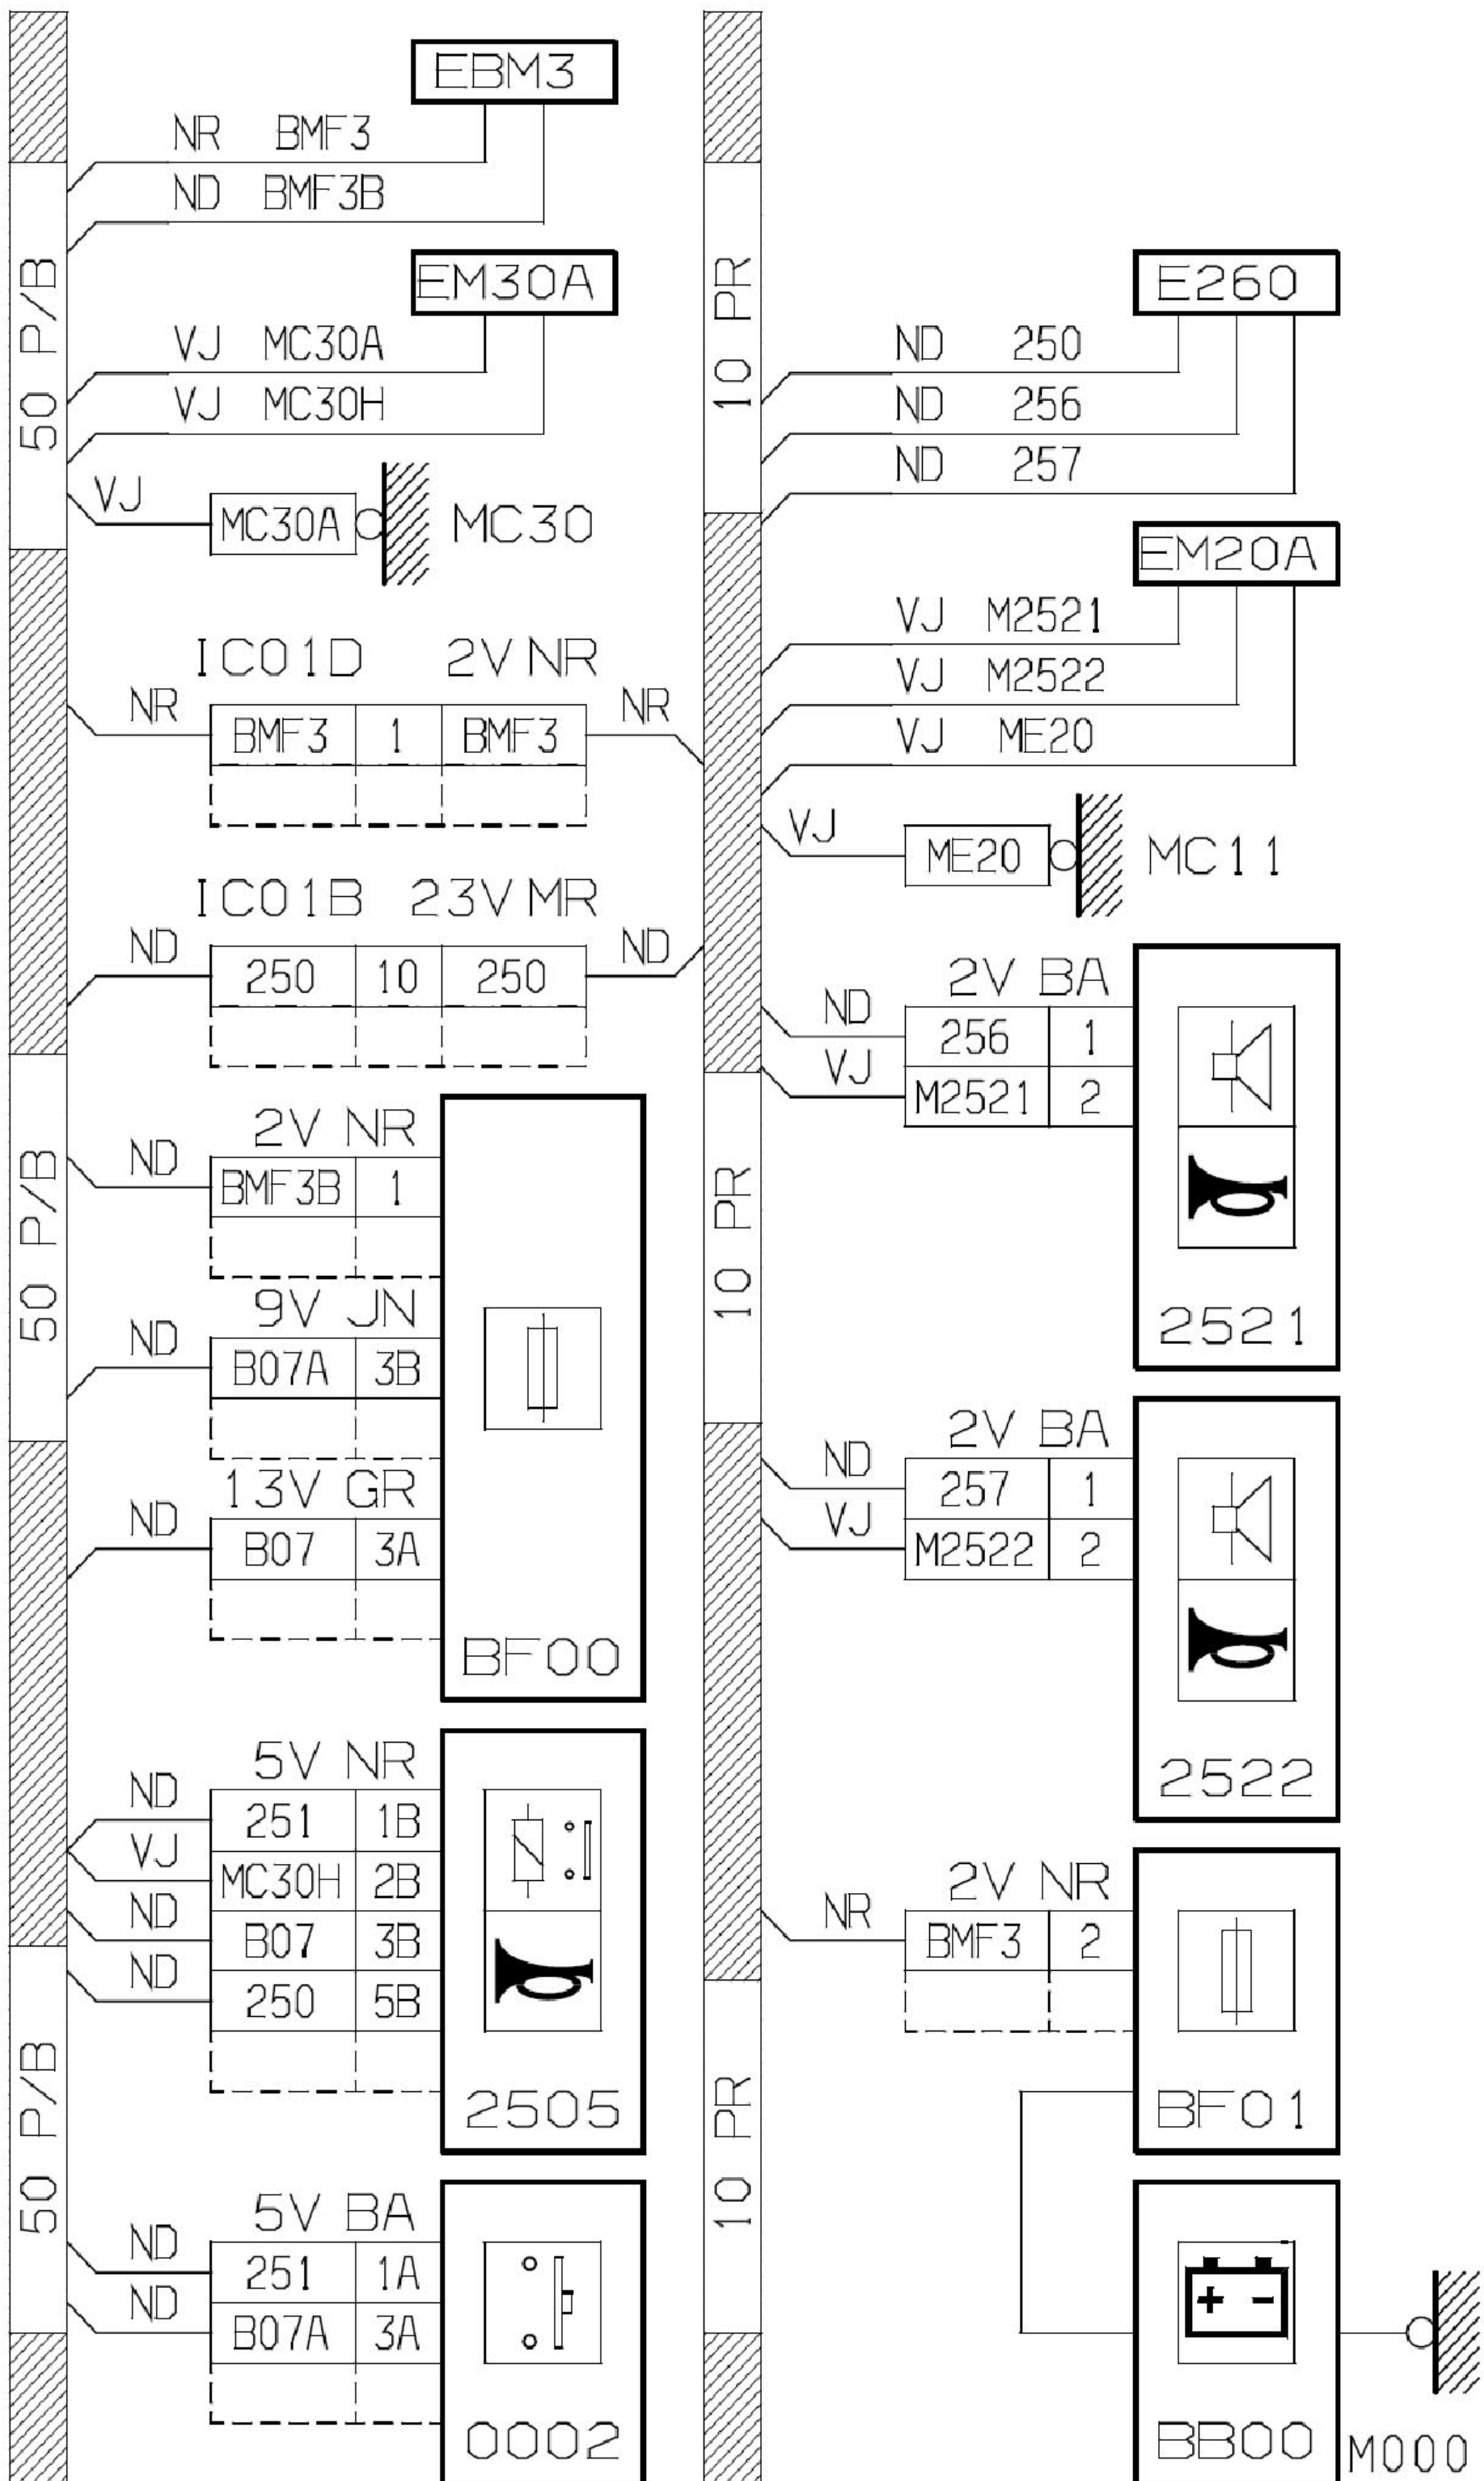 EBM3
NR BMF3
ND BMF3B
50 P/B
EM30A
VJ MC30A
VJ MC30H
VJ
MC30A
MC30
IC01D 2V NR
NR
BMF3 1 BMF3
NR
IC01B 23V MR
ND
250 10 250
ND
50 P/B
2V NR
ND
BMF3B 1
9V JN
ND
B07A 3B
13V GR
ND
B07 3A
BF00
5V NR
ND
251 1B
VJ
MC30H 2B
ND
B07 3B
ND
250 5B
2505
50 P/B
5V BA
ND
251 1A
ND
B07A 3A
0002
10 PR
E260
ND 250
ND 256
ND 257
EM20A
VJ M2521
VJ M2522
VJ ME20
VJ
ME20
MC11
2V BA
ND
256 1
VJ
M2521 2
2521
10 PR
2V BA
ND
257 1
VJ
M2522 2
2522
2V NR
NR
BMF3 2
BF01
10 PR
+ -
BB00
M000